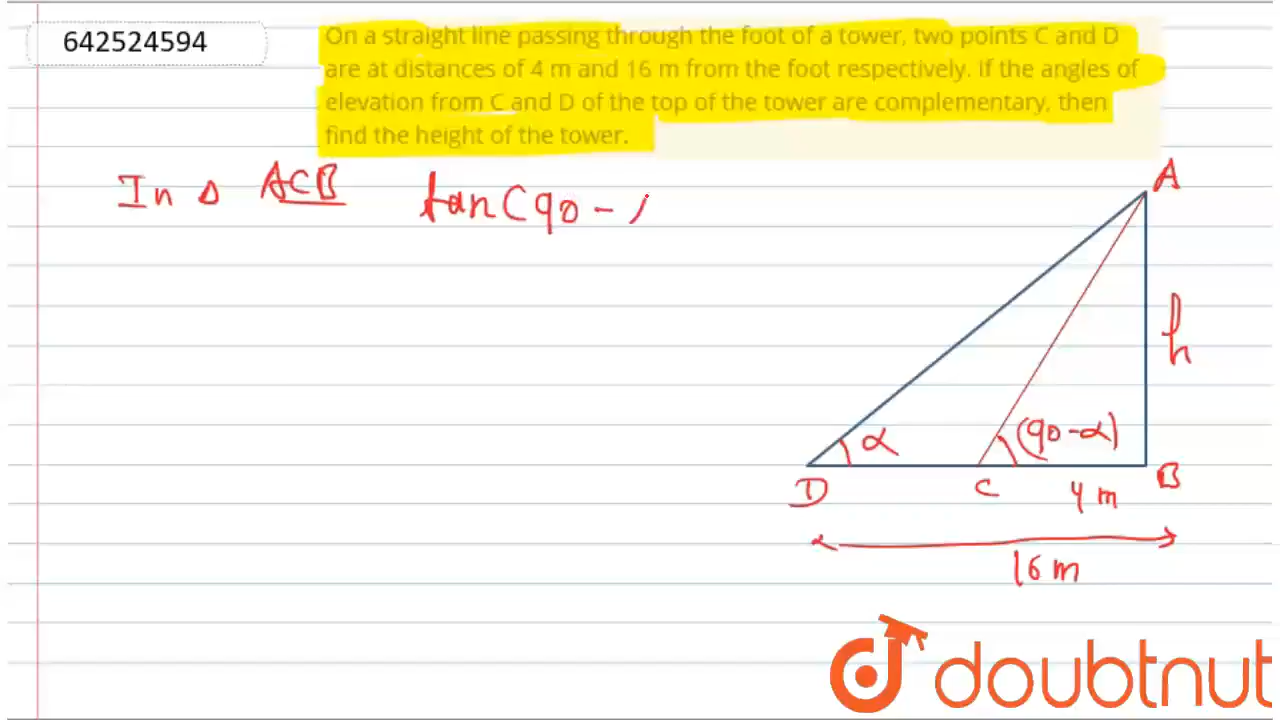 642524594
On a straight line passing through the foot of a tower, two points C and D
are at distances of 4 m and 16 m from the foot respectively. If the angles of
elevation from C and D of the top of the tower are complementary, then
find the height of the tower.
In Δ ACB tan(90 -
A
h
α
(90-α)
D
C
4 m
B
16 m
doubtnut